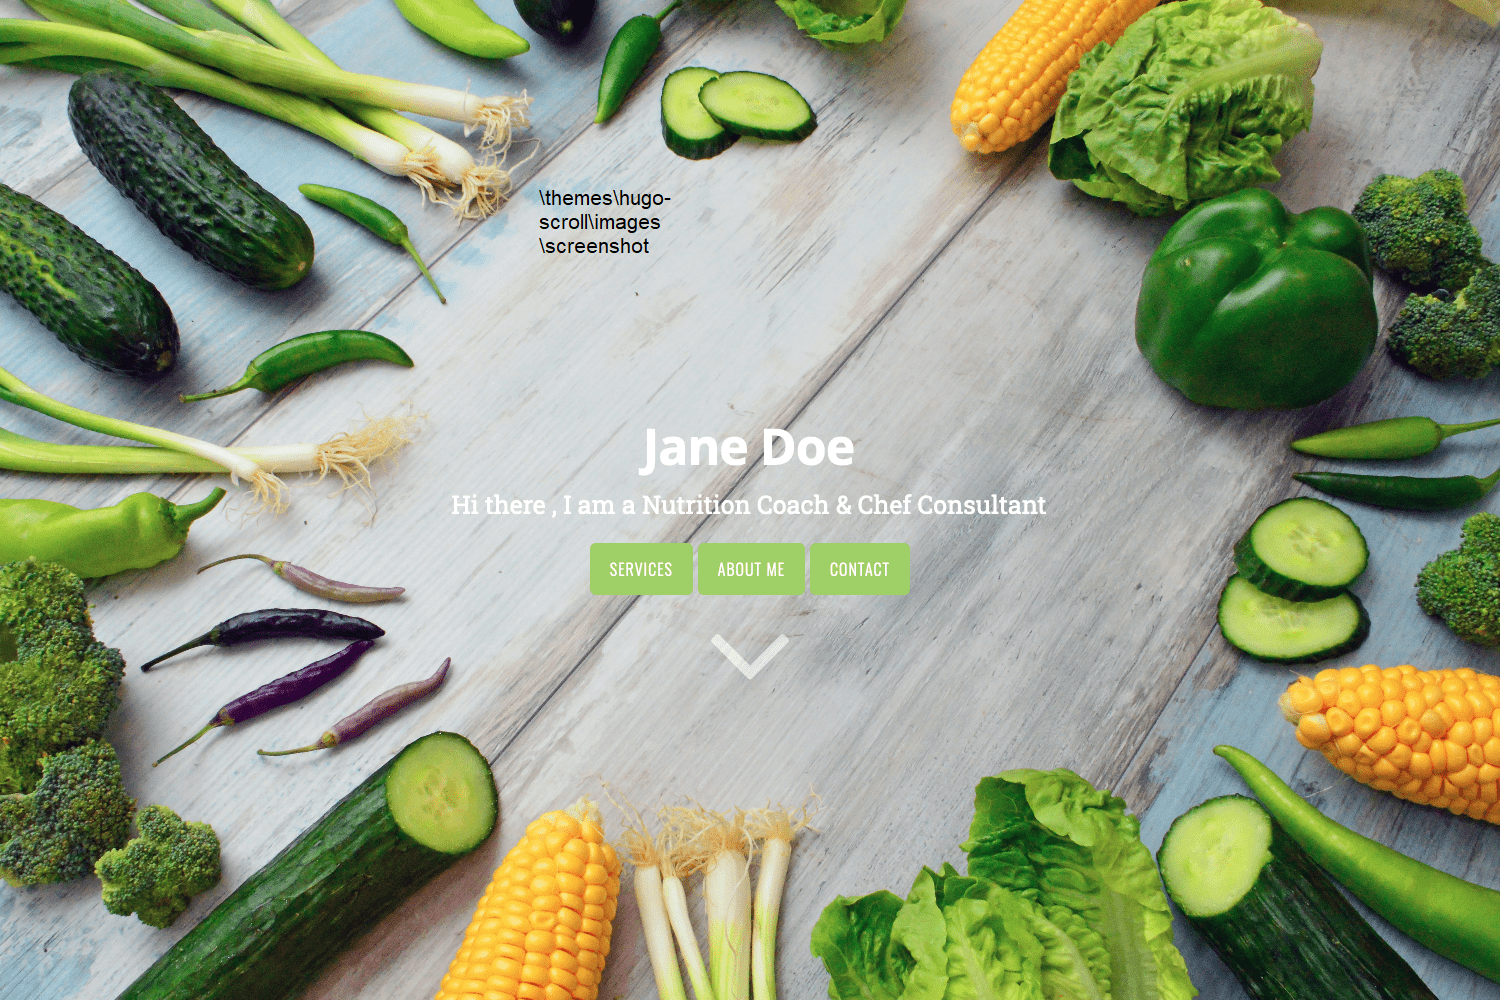 \themes\hugo-
scroll\images
\screenshot
Jane Doe
Hi there , I am a Nutrition Coach & Chef Consultant
SERVICES ABOUT ME CONTACT